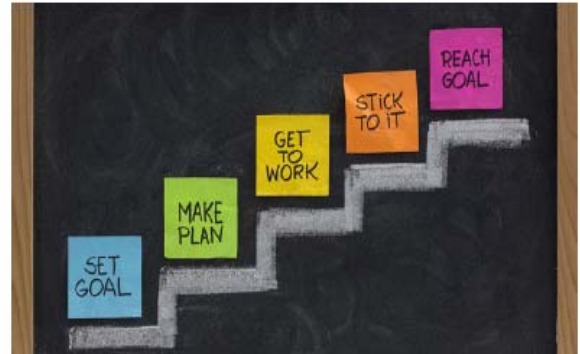 SET
GOAL
MAKE
PLAN
GET
TO
WORK
STICK
TO IT
REACH
GOAL